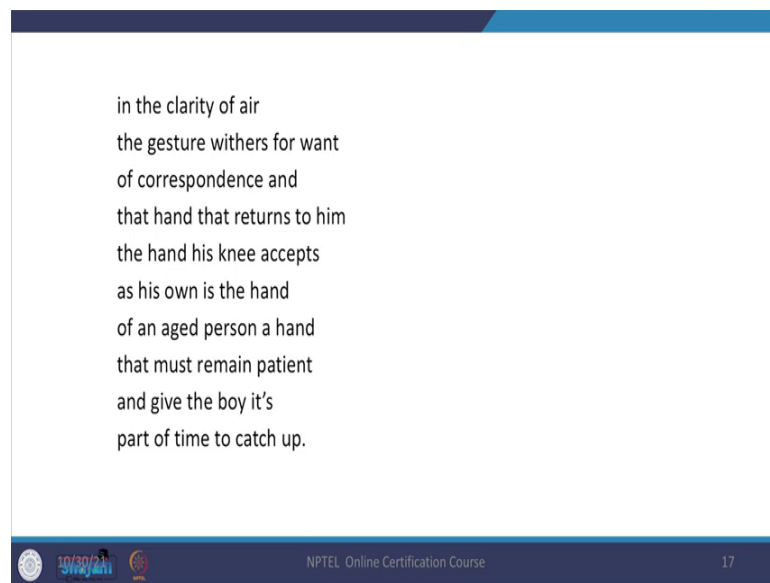 in the clarity of air
the gesture withers for want
of correspondence and
that hand that returns to him
the hand his knee accepts
as his own is the hand
of an aged person a hand
that must remain patient
and give the boy it’s
part of time to catch up.
10/30/21 swayam NPTEL Online Certification Course 17